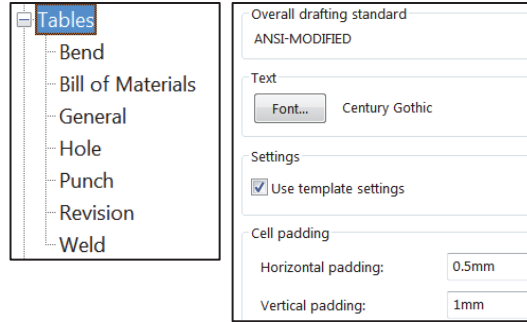 Tables
Bend
Bill of Materials
General
Hole
Punch
Revision
Weld
Overall drafting standard
ANSI-MODIFIED
Text
Font... Century Gothic
Settings
Use template settings
Cell padding
Horizontal padding: 0.5mm
Vertical padding: 1mm